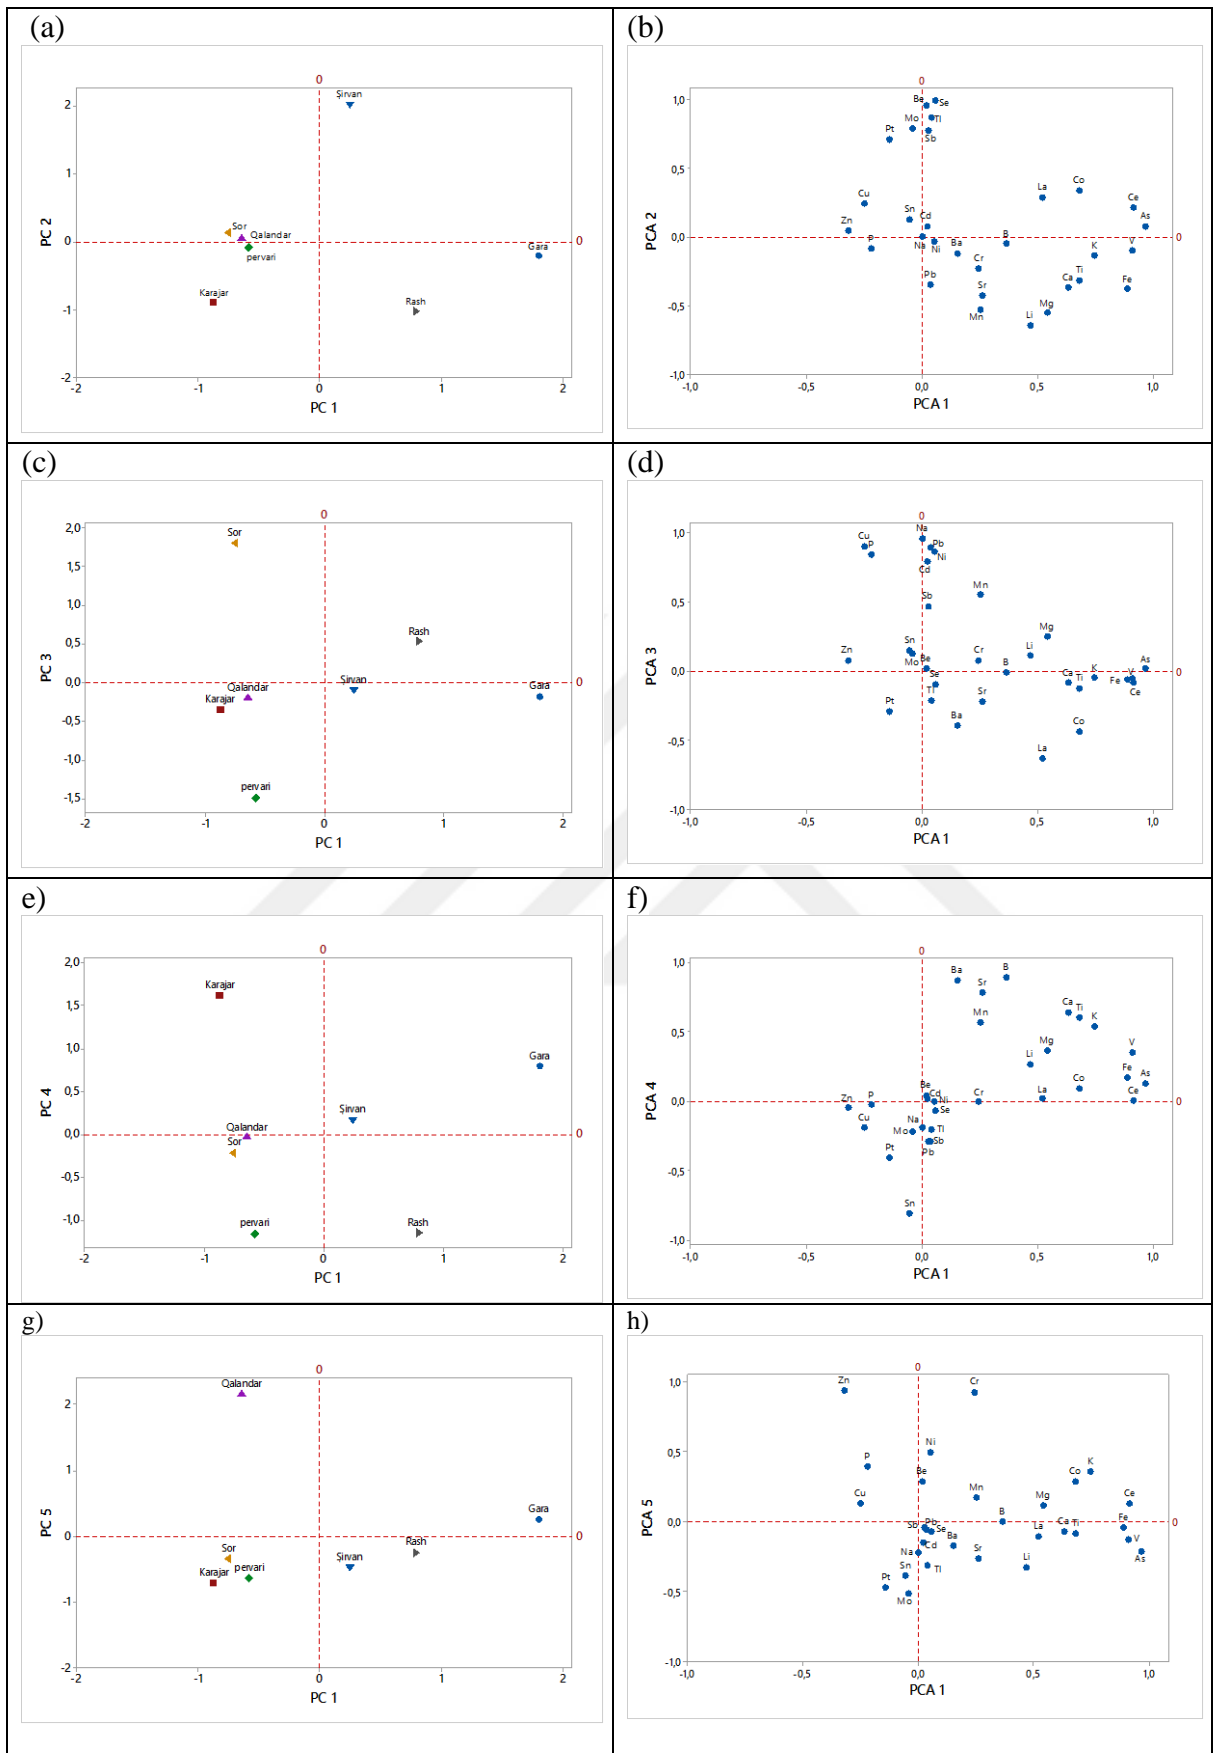 (a)
0
Şirvan
2
1
PC 2
Sor
Qalandar
0
pervari
Gara
0
Karajar
Rash
-1
-2
-2
-1
0
1
2
PC 1
(b)
0
1,0
Be
Se
Mo
Tl
Pt
Sb
0,5
Cu
La
Co
Ce
Sn
Cd
As
Zn
PCA 2
0,0
P
Na
Ni
Ba
B
K
V
0
Cr
Pb
Sr
Ca
Ti
Fe
Mn
Li
Mg
-0,5
-1,0
-1,0
-0,5
0,0
0,5
1,0
PCA 1
(c)
0
2,0
Sor
1,5
1,0
Rash
0,5
PC 3
0,0
Qalandar
Şirvan
Gara
0
Karajar
-0,5
-1,0
pervari
-1,5
-2
-1
0
1
2
PC 1
(d)
0
1,0
Na
Cu
P
Pb
Ni
Cd
Mn
0,5
Sb
Mg
Sn
Li
Zn
Mo
Be
Cr
B
As
PCA 3
0,0
Se
Ca
Ti
K
Fe
V
Ce
0
Pt
Tl
Sr
Ba
Co
La
-0,5
-1,0
-1,0
-0,5
0,0
0,5
1,0
PCA 1
e)
0
2,0
Karajar
1,5
1,0
Gara
0,5
PC 4
Şirvan
0,0
Qalandar
0
Sor
-0,5
-1,0
pervari
Rash
-2
-1
0
1
2
PC 1
f)
0
1,0
Ba
Sr
B
Mn
Ca
Ti
K
0,5
Li
Mg
V
Fe
As
Be
Cd
Co
PCA 4
0,0
Zn
P
Ni
Cr
La
Ce
0
Se
Cu
Na
Mo
Tl
Sb
Pt
Pb
-0,5
Sn
-1,0
-1,0
-0,5
0,0
0,5
1,0
PCA 1
g)
0
Qalandar
2
1
PC 5
Gara
0
0
Sor
Rash
pervari
Şirvan
Karajar
-1
-2
-2
-1
0
1
2
PC 1
h)
0
1,0
Zn
Cr
0,5
Ni
P
Be
Co
K
Cu
Mn
Mg
Ce
PCA 5
0,0
Sb
Pb
Se
B
Ca
Ti
Fe
0
Cd
Ba
La
V
Na
As
Sn
Tl
Sr
Li
Pt
Mo
-0,5
-1,0
-1,0
-0,5
0,0
0,5
1,0
PCA 1